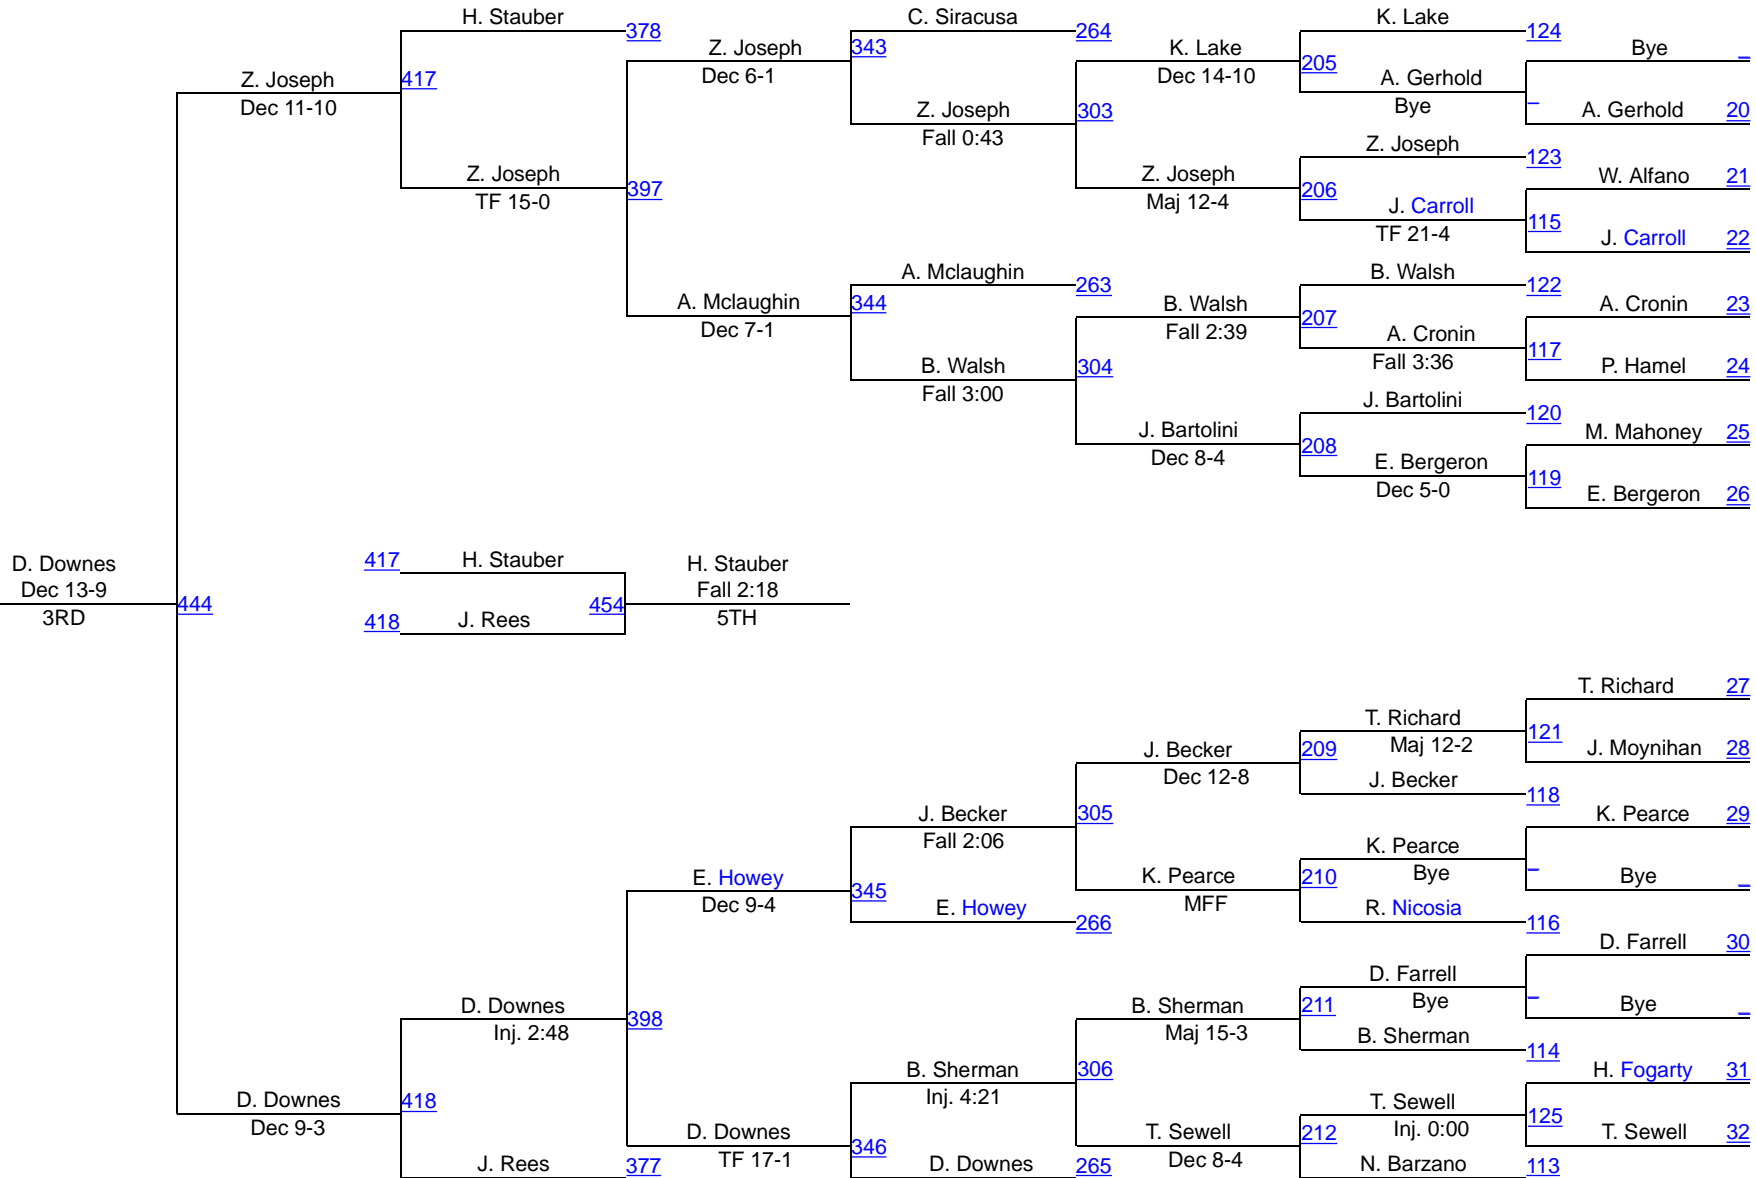 H. Stauber C. Siracusa K. Lake
378 264 124
Z. Joseph 343 K. Lake Bye _
Dec 6-1 Dec 14-10 205
Z. Joseph 417 A. Gerhold
Dec 11-10 Z. Joseph 303 Bye _ A. Gerhold 20
Fall 0:43
Z. Joseph 123
Z. Joseph 397 Z. Joseph 206 W. Alfano 21
TF 15-0 Maj 12-4 J. Carroll
TF 21-4 115 J. Carroll 22
A. Mclaughin 263 B. Walsh 122
A. Mclaughin 344 B. Walsh 207 A. Cronin 23
Dec 7-1 Fall 2:39 A. Cronin
Fall 3:36 117 P. Hamel 24
B. Walsh 304
Fall 3:00 J. Bartolini 120
J. Bartolini 208 M. Mahoney 25
Dec 8-4 E. Bergeron
Dec 5-0 119 E. Bergeron 26
D. Downes 417 H. Stauber H. Stauber
Dec 13-9 Fall 2:18
3RD 444 418 J. Rees 454 5TH
T. Richard 27
T. Richard 121
J. Becker 209 Maj 12-2 J. Moynihan 28
Dec 12-8 J. Becker 118
J. Becker 305 K. Pearce 29
Fall 2:06 K. Pearce
E. Howey 345 K. Pearce 210 Bye _ Bye _
Dec 9-4 E. Howey 266 MFF R. Nicosia 116
D. Farrell 30
D. Farrell
D. Downes 398 B. Sherman 211 Bye _ Bye _
Inj. 2:48 Maj 15-3 B. Sherman 114
B. Sherman 306 H. Fogarty 31
D. Downes 418 Inj. 4:21 T. Sewell 125
Dec 9-3 D. Downes 346 T. Sewell 212 Inj. 0:00 T. Sewell 32
J. Rees 377 TF 17-1 D. Downes 265 Dec 8-4 N. Barzano 113